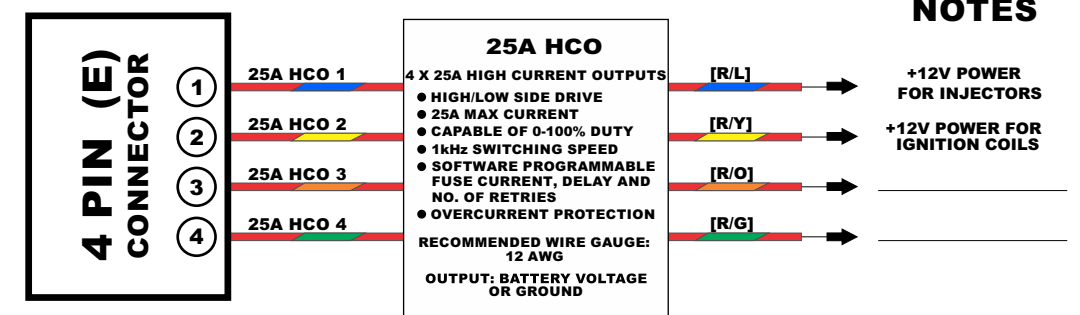 NOTES
4 PIN (E)
CONNECTOR
1
25A HCO 1
2
25A HCO 2
3
25A HCO 3
4
25A HCO 4
25A HCO
4 X 25A HIGH CURRENT OUTPUTS
● HIGH/LOW SIDE DRIVE
● 25A MAX CURRENT
● CAPABLE OF 0-100% DUTY
● 1kHz SWITCHING SPEED
● SOFTWARE PROGRAMMABLE
FUSE CURRENT, DELAY AND
NO. OF RETRIES
● OVERCURRENT PROTECTION
RECOMMENDED WIRE GAUGE:
12 AWG
OUTPUT: BATTERY VOLTAGE
OR GROUND
[R/L]
+12V POWER
FOR INJECTORS
[R/Y]
+12V POWER FOR
IGNITION COILS
[R/O]
[R/G]